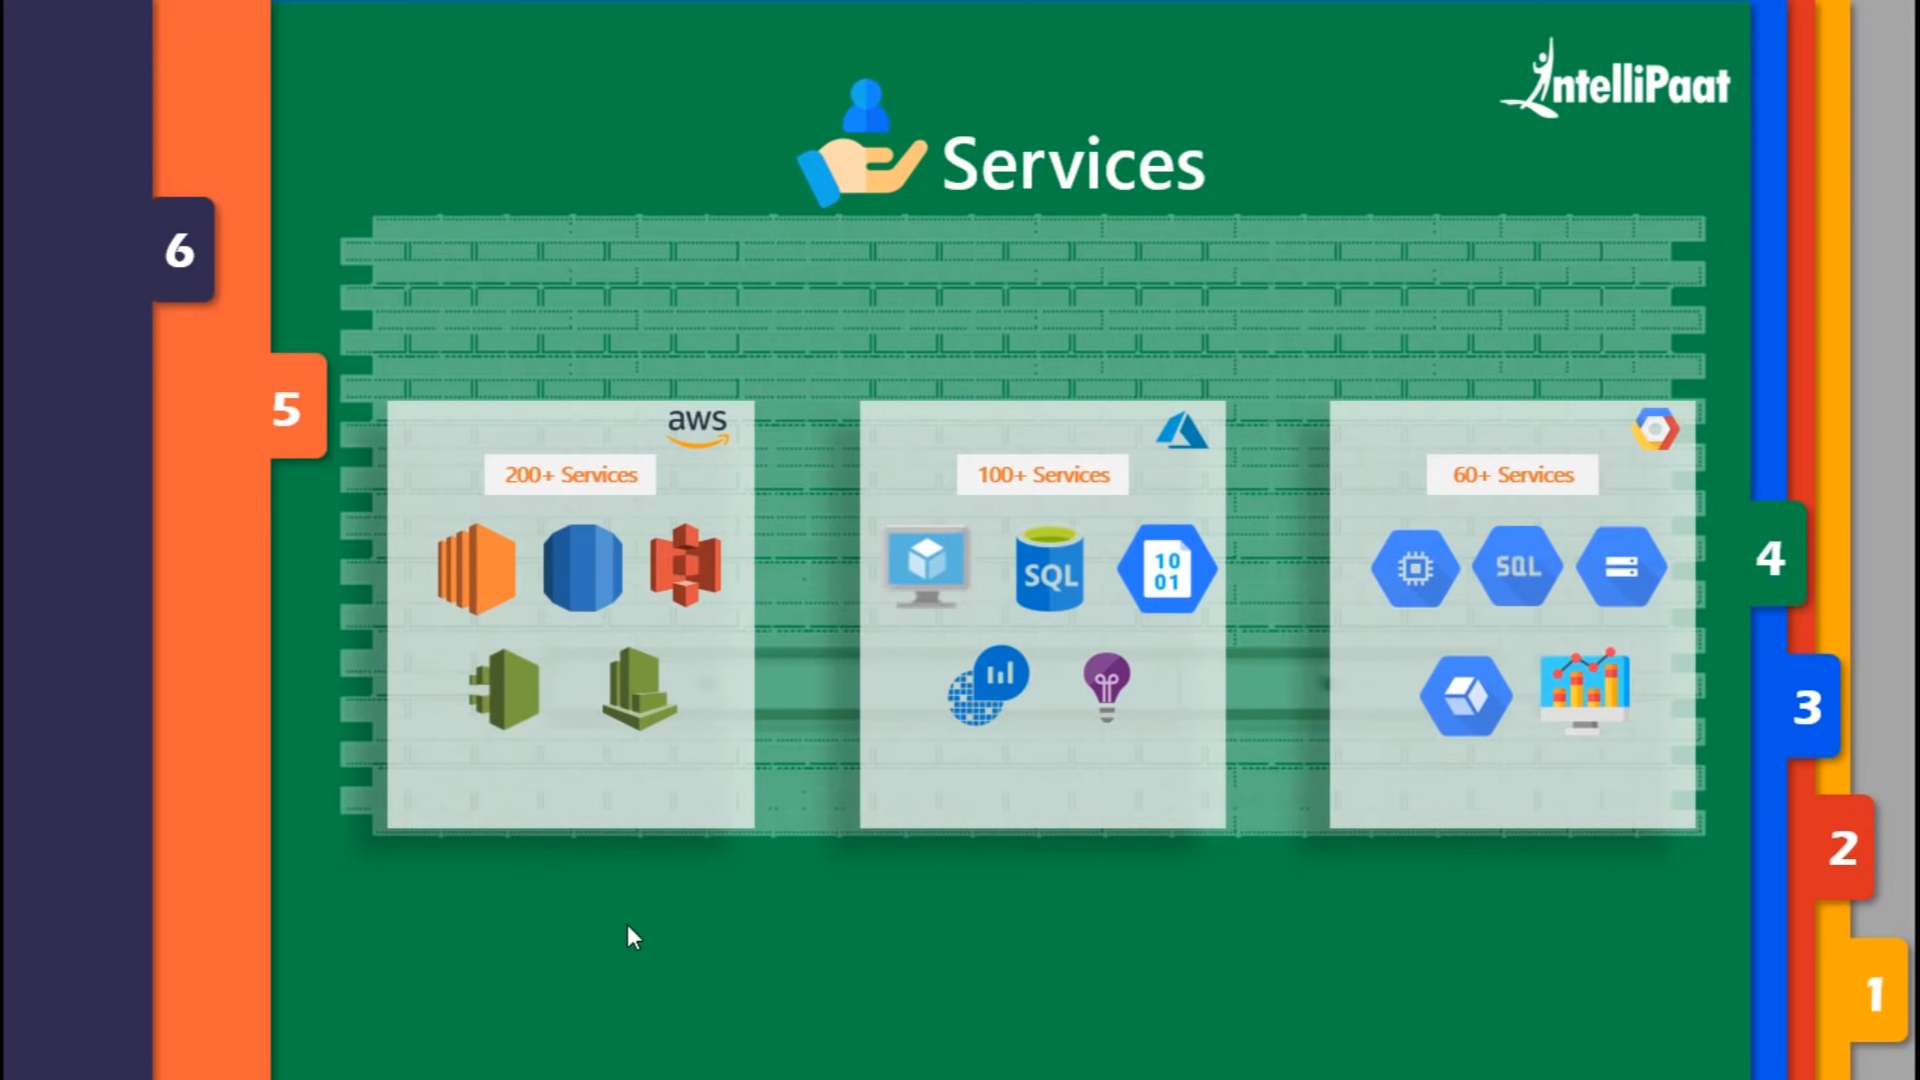 IntelliPaat
Services
6
5
aws
200+ Services
100+ Services
SQL
10
01
60+ Services
SQL
4
3
2
1